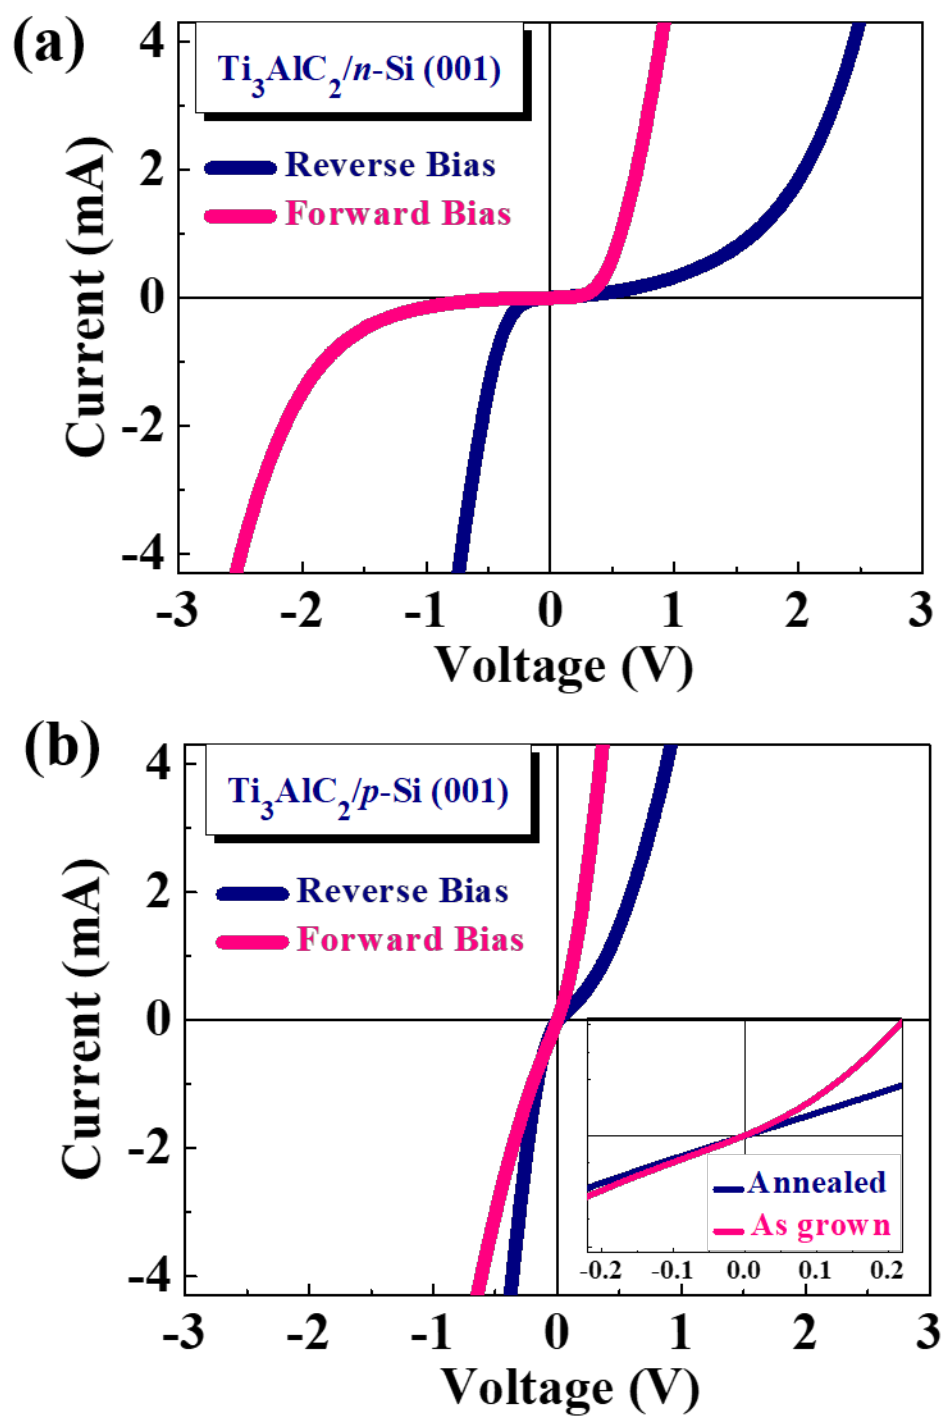 (a)
Ti₃AlC₂/n-Si (001)
Reverse Bias
Forward Bias
4
2
0
-2
-4
Current (mA)
-3 -2 -1 0 1 2 3
Voltage (V)
(b)
Ti₃AlC₂/p-Si (001)
Reverse Bias
Forward Bias
4
2
0
-2
-4
Current (mA)
Annealed
As grown
-0.2 -0.1 0.0 0.1 0.2
-3 -2 -1 0 1 2 3
Voltage (V)